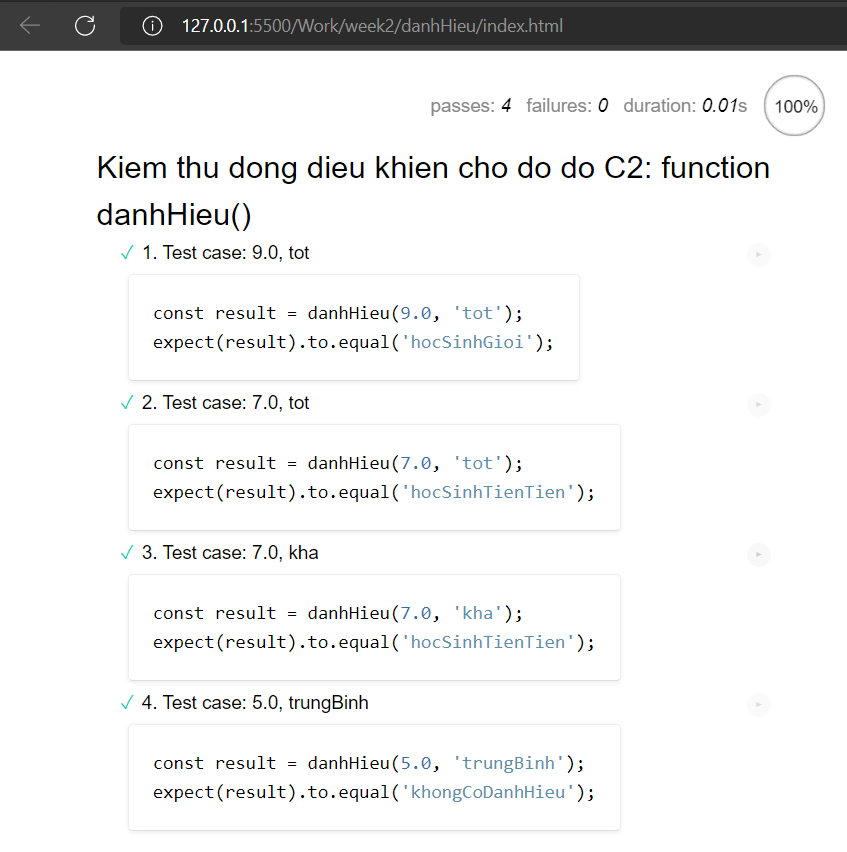 127.0.0.1:5500/Work/week2/danhHieu/index.html
passes: 4 failures: 0 duration: 0.01s 100%
Kiem thu dong dieu khien cho do do C2: function
danhHieu()
✓ 1. Test case: 9.0, tot
const result = danhHieu(9.0, 'tot');
expect(result).to.equal('hocSinhGioi');
✓ 2. Test case: 7.0, tot
const result = danhHieu(7.0, 'tot');
expect(result).to.equal('hocSinhTienTien');
✓ 3. Test case: 7.0, kha
const result = danhHieu(7.0, 'kha');
expect(result).to.equal('hocSinhTienTien');
✓ 4. Test case: 5.0, trungBinh
const result = danhHieu(5.0, 'trungBinh');
expect(result).to.equal('khongCoDanhHieu');